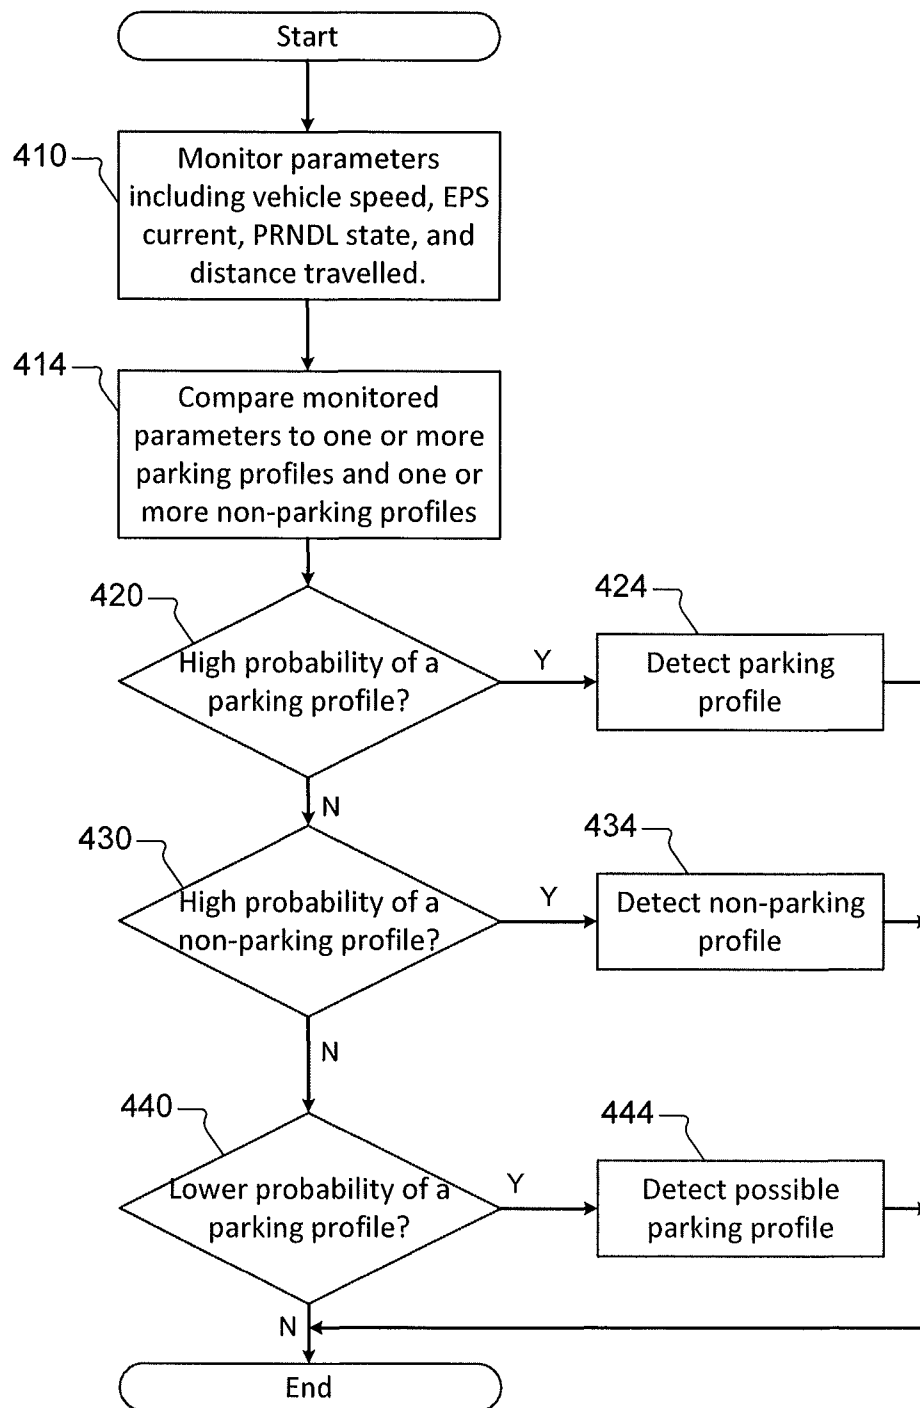 Start
410
Monitor parameters
including vehicle speed, EPS
current, PRNDL state, and
distance travelled.
414
Compare monitored
parameters to one or more
parking profiles and one or
more non-parking profiles
420
High probability of a
parking profile?
Y
424
Detect parking
profile
N
430
High probability of a
non-parking profile?
Y
434
Detect non-parking
profile
N
440
Lower probability of a
parking profile?
Y
444
Detect possible
parking profile
N
End